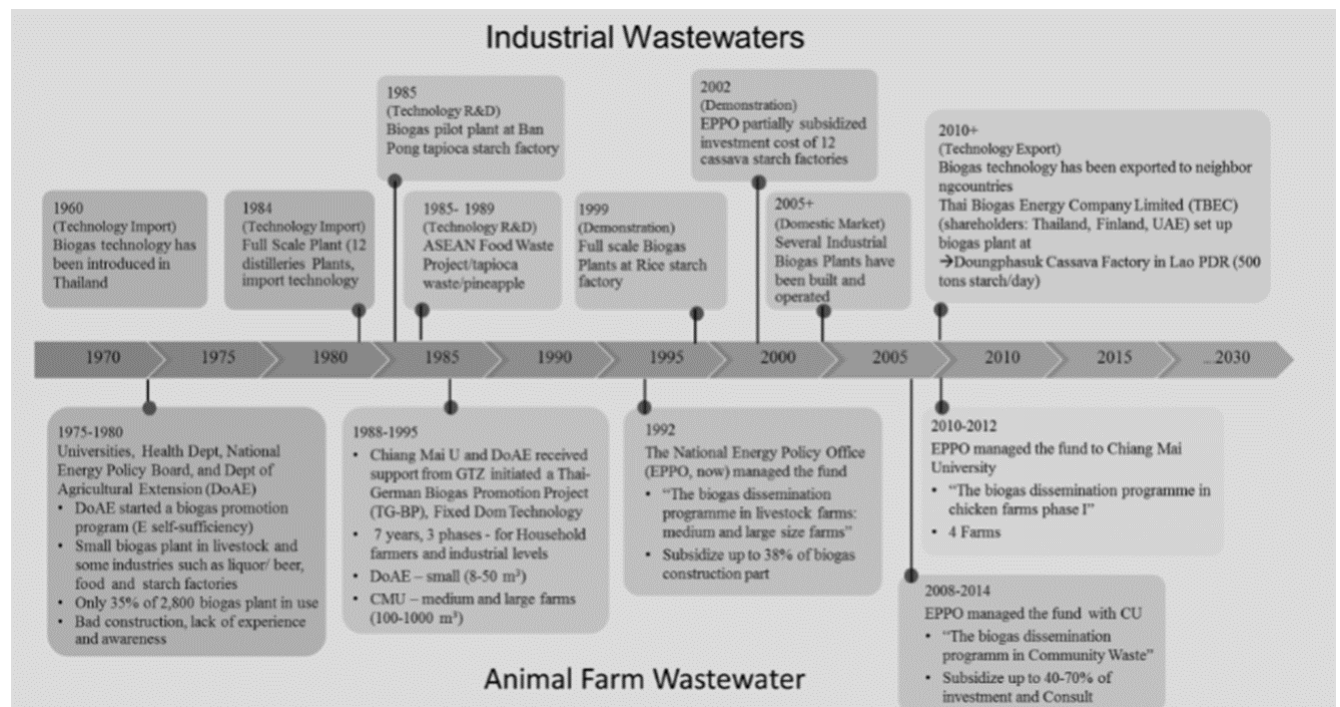 Industrial Wastewaters
1985
(Technology R&D)
Biogas pilot plant at Ban
Pong tapioca starch factory
2002
(Demonstration)
EPPO partially subsidized
investment cost of 12
cassava starch factories
2010+
(Technology Export)
Biogas technology has been exported to neighbor
ngcountries
Thai Biogas Energy Company Limited (TBEC)
(shareholders: Thailand, Finland, UAE) set up
biogas plant at
→Doungphasuk Cassava Factory in Lao PDR (500
tons starch/day)
1960
(Technology Import)
Biogas technology has
been introduced in
Thailand
1984
(Technology Import)
Full Scale Plant (12
distilleries Plants,
import technology
1985- 1989
(Technology R&D)
ASEAN Food Waste
Project/tapioca
waste/pineapple
1999
(Demonstration)
Full scale Biogas
Plants at Rice starch
factory
2005+
(Domestic Market)
Several Industrial
Biogas Plants have
been built and
operated
1970 1975 1980 1985 1990 1995 2000 2005 2010 2015 ...2030
1975-1980
Universities, Health Dept, National
Energy Policy Board, and Dept of
Agricultural Extension (DoAE)
• DoAE started a biogas promotion
program (E self-sufficiency)
• Small biogas plant in livestock and
some industries such as liquor/ beer,
food and starch factories
• Only 35% of 2,800 biogas plant in use
• Bad construction, lack of experience
and awareness
1988-1995
• Chiang Mai U and DoAE received
support from GTZ initiated a Thai-
German Biogas Promotion Project
(TG-BP), Fixed Dom Technology
• 7 years, 3 phases - for Household
farmers and industrial levels
• DoAE – small (8-50 m³)
• CMU – medium and large farms
(100-1000 m³)
1992
The National Energy Policy Office
(EPPO, now) managed the fund
• “The biogas dissemination
programme in livestock farms:
medium and large size farms”
• Subsidize up to 38% of biogas
construction part
2010-2012
EPPO managed the fund to Chiang Mai
University
• “The biogas dissemination programme in
chicken farms phase I”
• 4 Farms
2008-2014
EPPO managed the fund with CU
• “The biogas dissemination
programm in Community Waste”
• Subsidize up to 40-70% of
investment and Consult
Animal Farm Wastewater